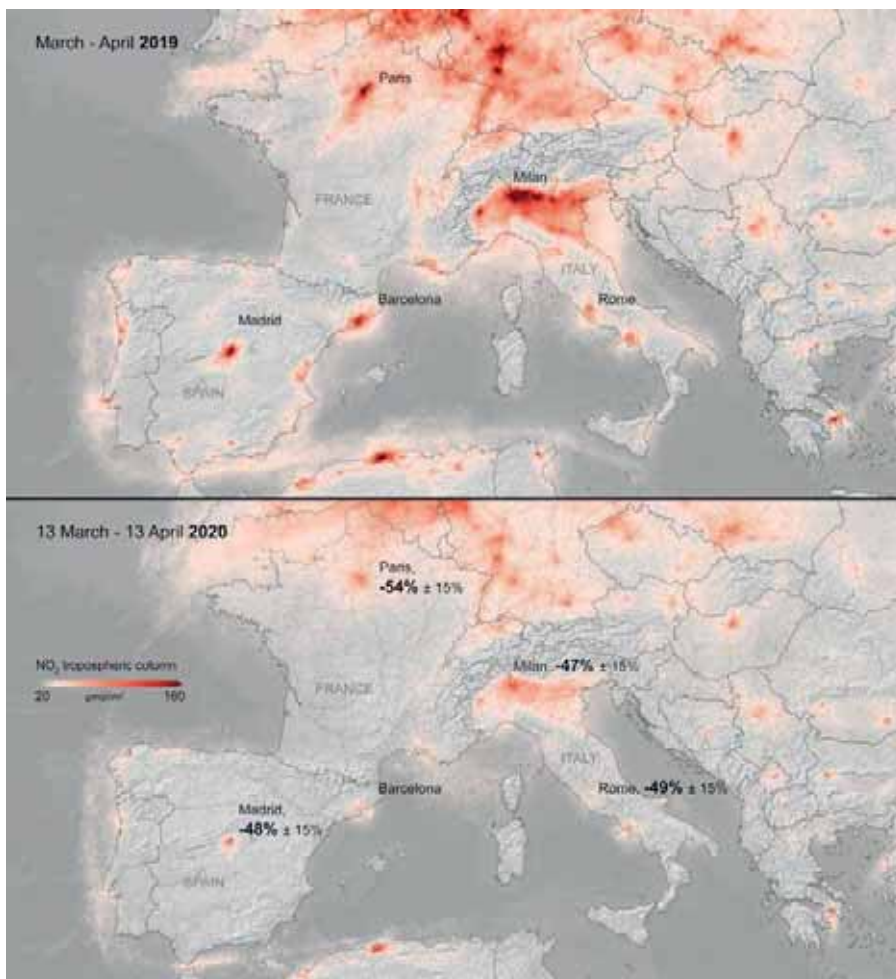 March - April 2019
Paris
Milan
FRANCE
ITALY
Barcelona
Rome
Madrid
SPAIN
13 March - 13 April 2020
Paris,
-54% ± 15%
NO₂ tropospheric column
20 160
Milan, -47% ± 15%
FRANCE
ITALY
Barcelona
Rome, -49% ± 15%
Madrid,
-48% ± 15%
SPAIN